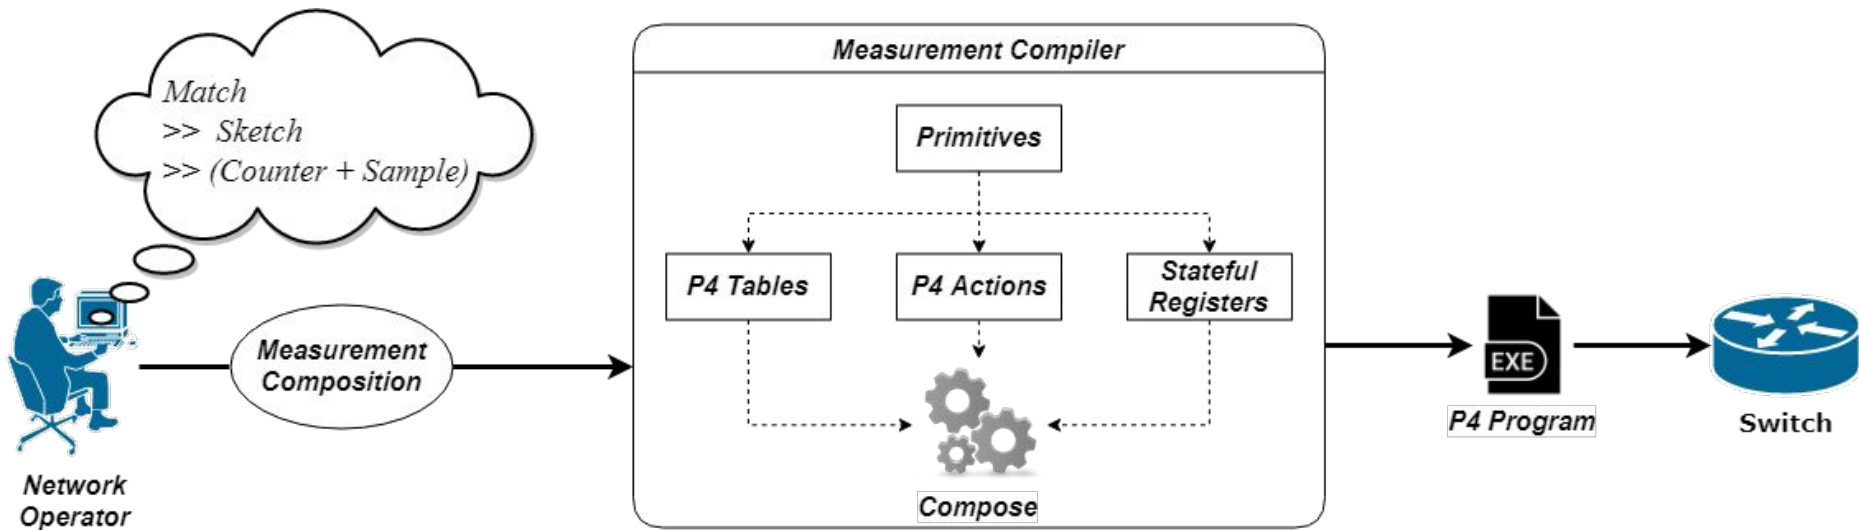 Match
>> Sketch
>> (Counter + Sample)
Network
Operator
Measurement
Composition
Measurement Compiler
Primitives
P4 Tables
P4 Actions
Stateful
Registers
Compose
EXE
P4 Program
Switch